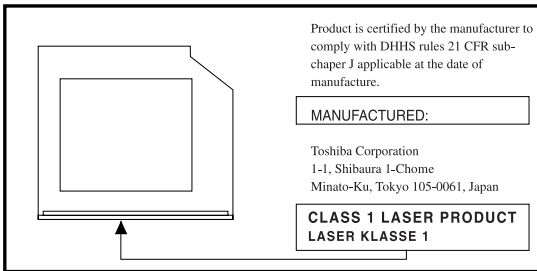 Product is certified by the manufacturer to
comply with DHHS rules 21 CFR sub-
chaper J applicable at the date of
manufacture.
MANUFACTURED:
Toshiba Corporation
1-1, Shibaura 1-Chome
Minato-Ku, Tokyo 105-0061, Japan
CLASS 1 LASER PRODUCT
LASER KLASSE 1